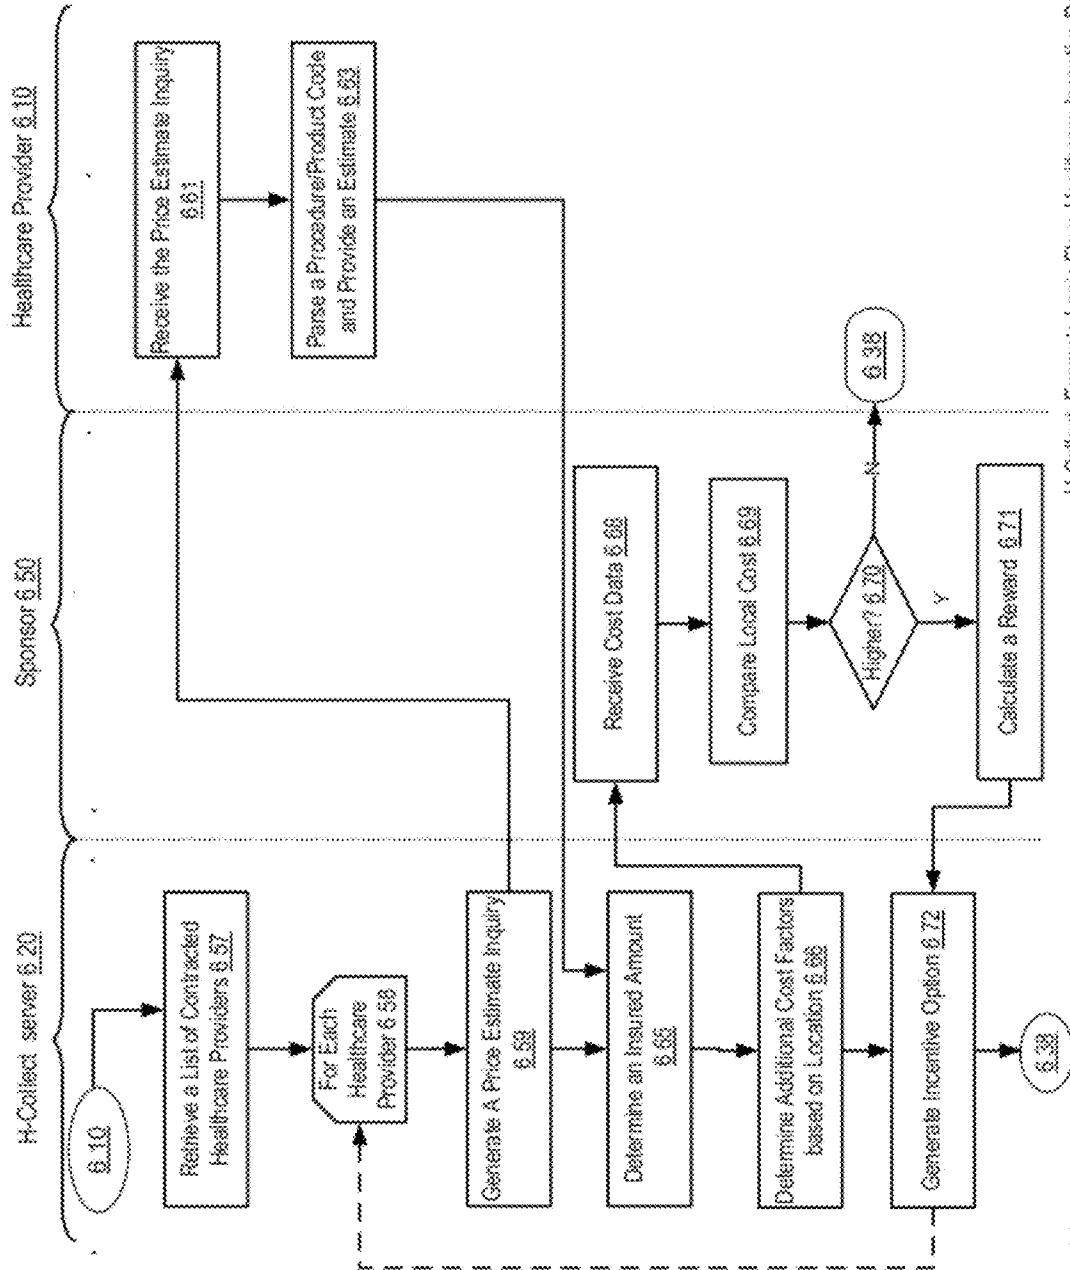 H-Collect server 6.20
Sponsor 6.50
Healthcare Provider 6.10
6.10
Retrieve a List of Contracted
Healthcare Providers 6.57
For Each
Healthcare
Provider 6.58
Generate A Price Estimate Inquiry
6.59
Receive the Price Estimate Inquiry
6.61
Parse a Procedure/Product Code
and Provide an Estimate 6.63
Determine an Insured Amount
6.65
Determine Additional Cost Factors
based on Location 6.66
Receive Cost Data 6.68
Compare Local Cost 6.69
Higher? 6.70
N
6.38
Y
Calculate a Reward 6.71
Generate Incentive Option 6.72
6.38